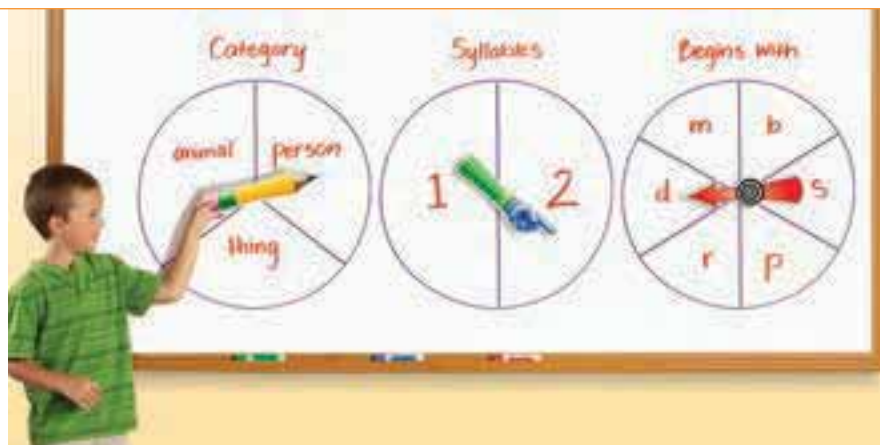 Category
Syllables
Begins with
animal
person
thing
1
2
m
b
d
s
r
p